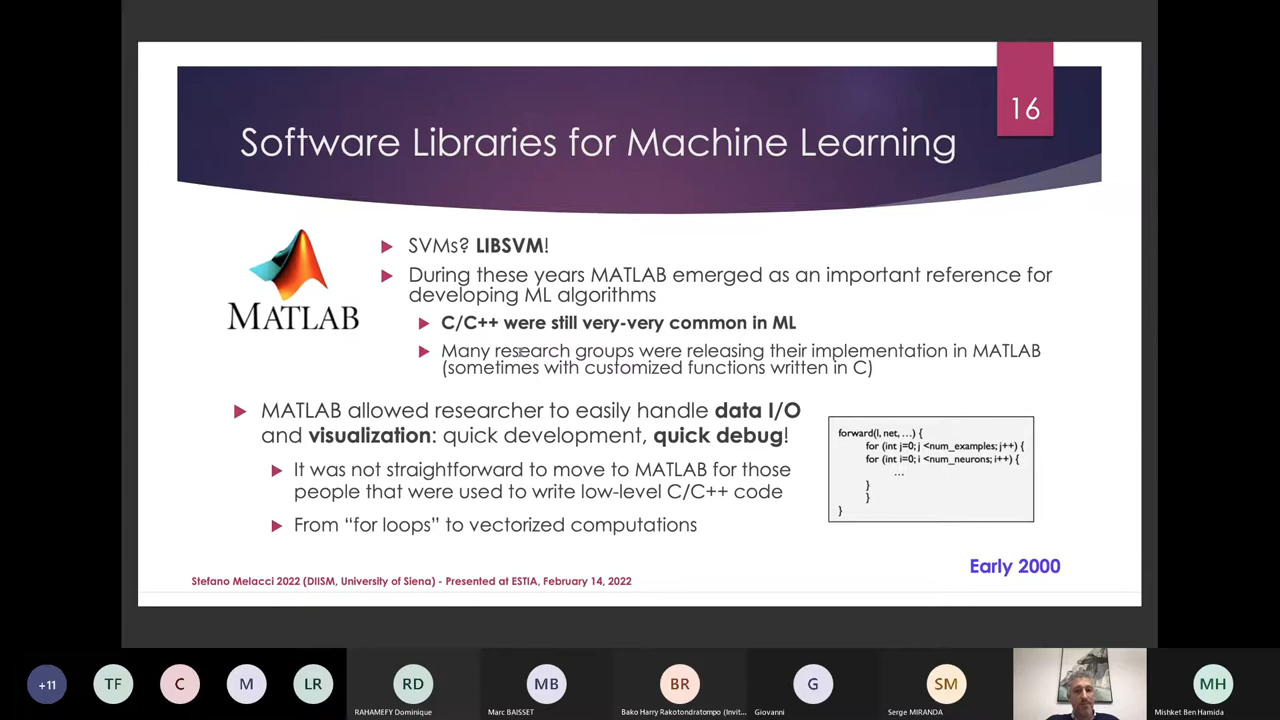 16
Software Libraries for Machine Learning
MATLAB
SVMs? LIBSVM!
During these years MATLAB emerged as an important reference for
developing ML algorithms
C/C++ were still very-very common in ML
Many research groups were releasing their implementation in MATLAB
(sometimes with customized functions written in C)
MATLAB allowed researcher to easily handle data I/O
and visualization: quick development, quick debug!
It was not straightforward to move to MATLAB for those
people that were used to write low-level C/C++ code
From “for loops” to vectorized computations
forward(l, net, …) {
for (int j=0; j <num_examples; j++) {
for (int i=0; i <num_neurons; i++) {
…
}
}
}
Early 2000
Stefano Melacci 2022 (DIISM, University of Siena) - Presented at ESTIA, February 14, 2022
+11
TF
C
M
LR
RD
MB
BR
G
SM
MH
RAHAMEFY Dominique
Marc BAISSET
Bako Harry Rakotondratompo (Invit...
Giovanni
Serge MIRANDA
Mishket Ben Hamida